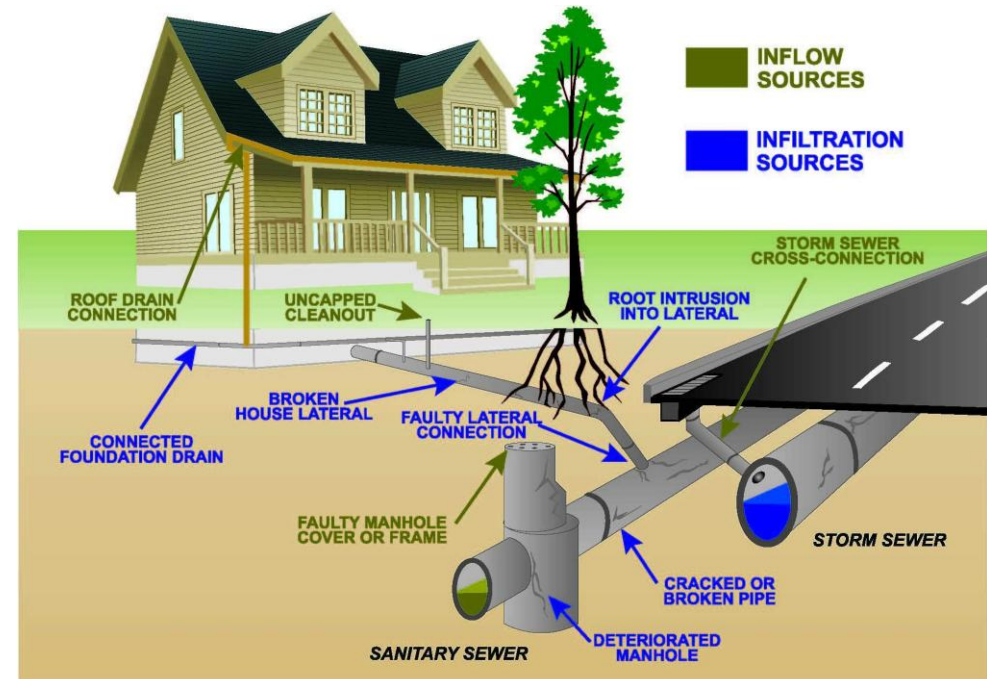 INFLOW
SOURCES
INFILTRATION
SOURCES
STORM SEWER
CROSS-CONNECTION
ROOF DRAIN
CONNECTION
UNCAPPED
CLEANOUT
ROOT INTRUSION
INTO LATERAL
BROKEN
HOUSE LATERAL
FAULTY LATERAL
CONNECTION
CONNECTED
FOUNDATION DRAIN
FAULTY MANHOLE
COVER OR FRAME
STORM SEWER
CRACKED OR
BROKEN PIPE
DETERIORATED
MANHOLE
SANITARY SEWER